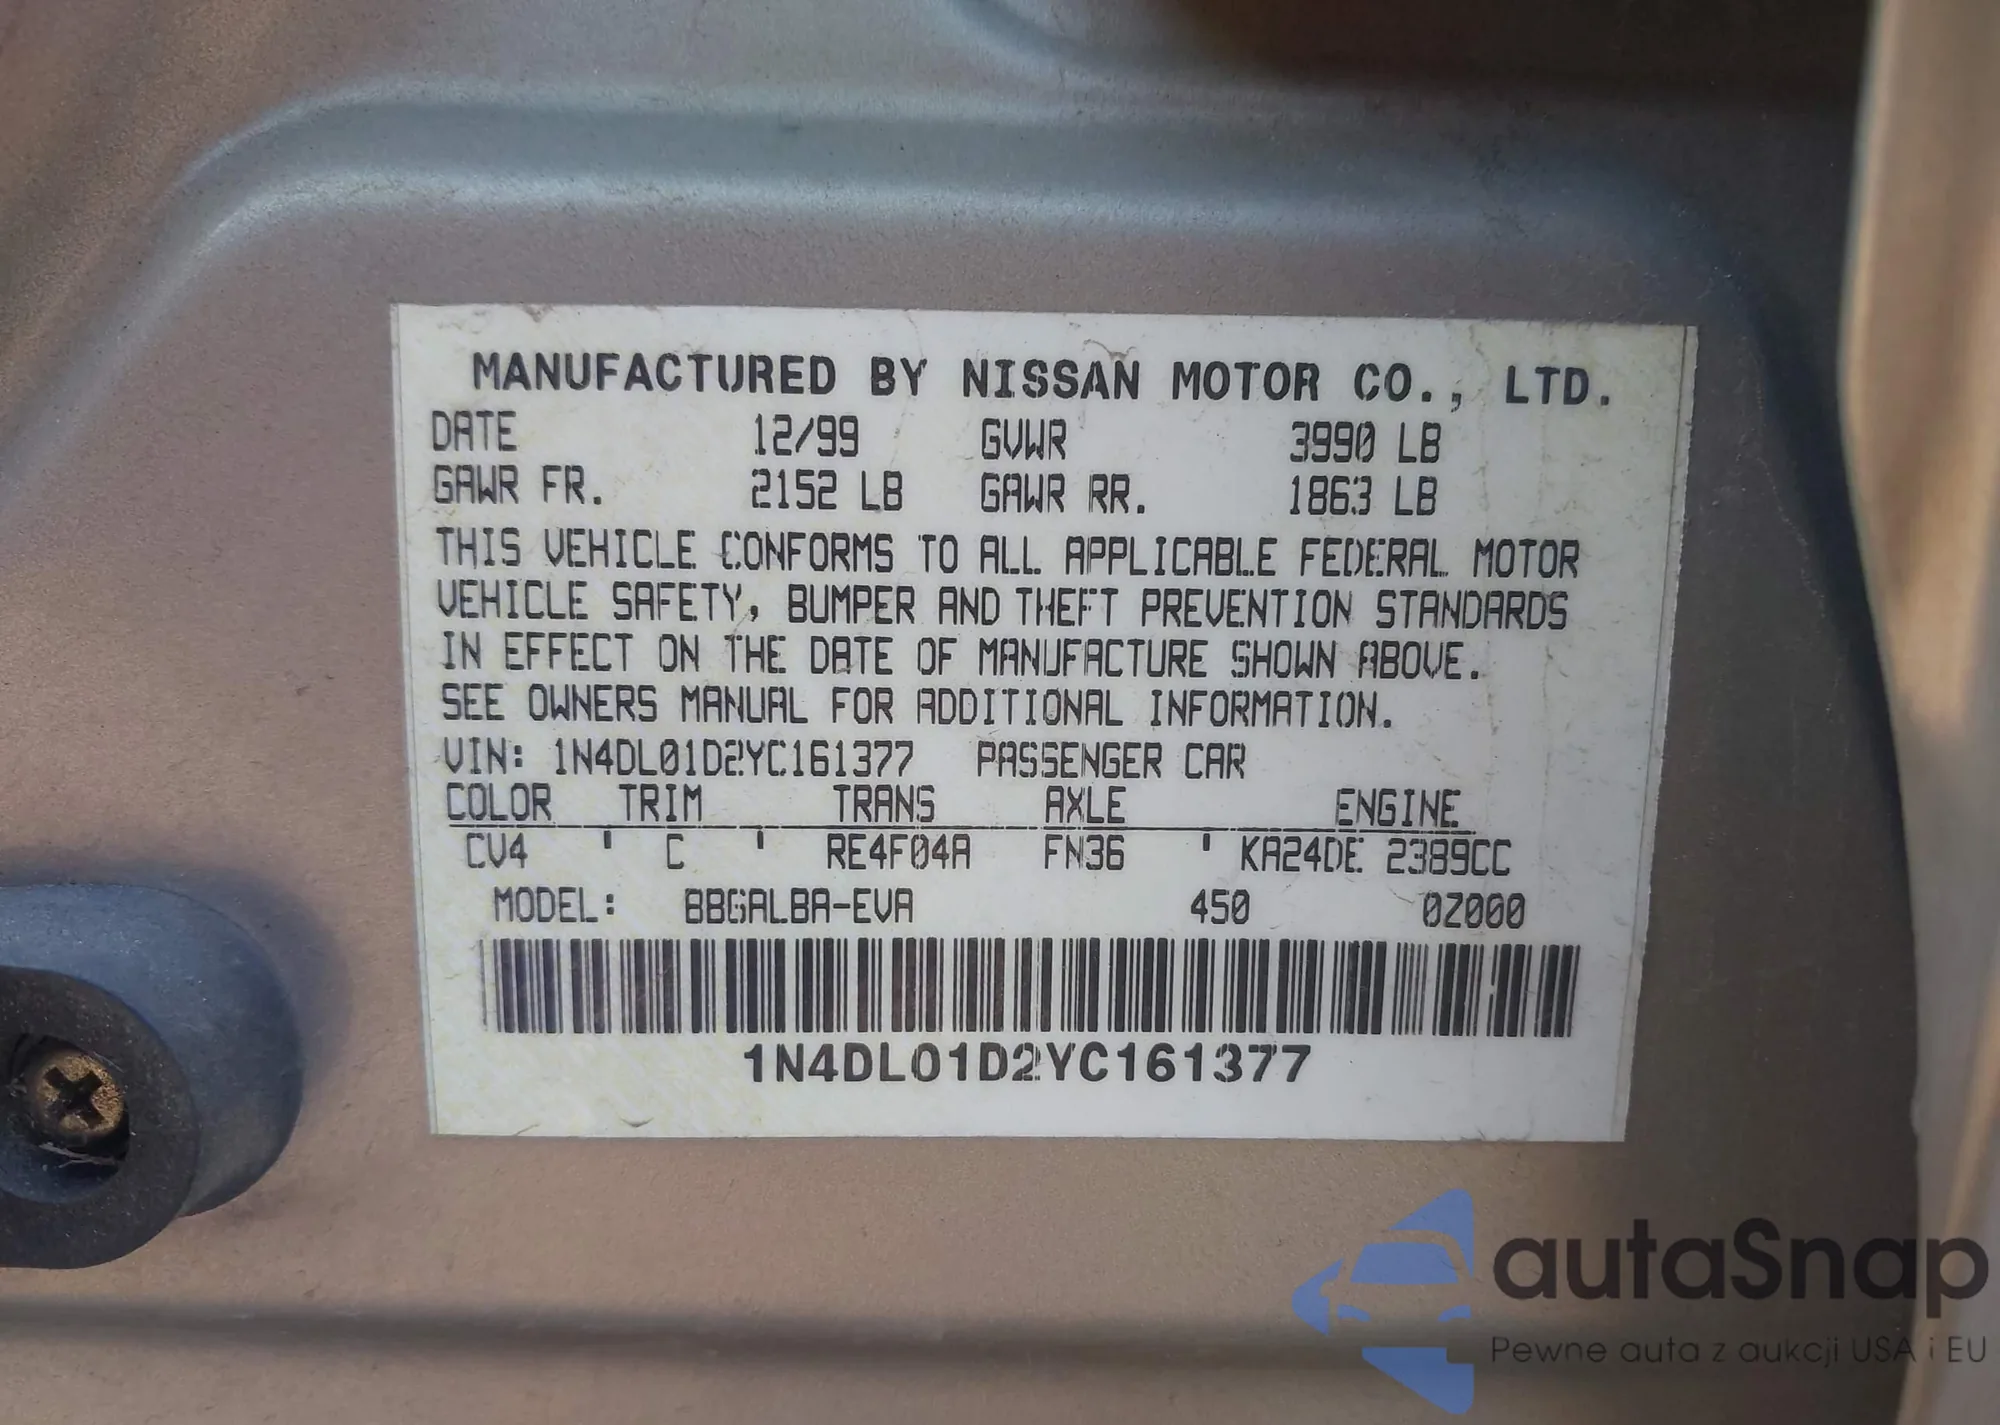 MANUFACTURED BY NISSAN MOTOR CO., LTD.
DATE 12/99 GVWR 3990 LB
GAWR FR. 2152 LB GAWR RR. 1863 LB
THIS VEHICLE CONFORMS TO ALL APPLICABLE FEDERAL MOTOR
VEHICLE SAFETY, BUMPER AND THEFT PREVENTION STANDARDS
IN EFFECT ON THE DATE OF MANUFACTURE SHOWN ABOVE.
SEE OWNERS MANUAL FOR ADDITIONAL INFORMATION.
VIN: 1N4DL01D2YC161377 PASSENGER CAR
COLOR TRIM TRANS AXLE ENGINE
CV4 ' C ' RE4F04A FN36 ' KA24DE 2389CC
MODEL: BBGALBA-EVA 450 0Z000
1N4DL01D2YC161377
autaSnap
Pewne auta z aukcji USA i EU